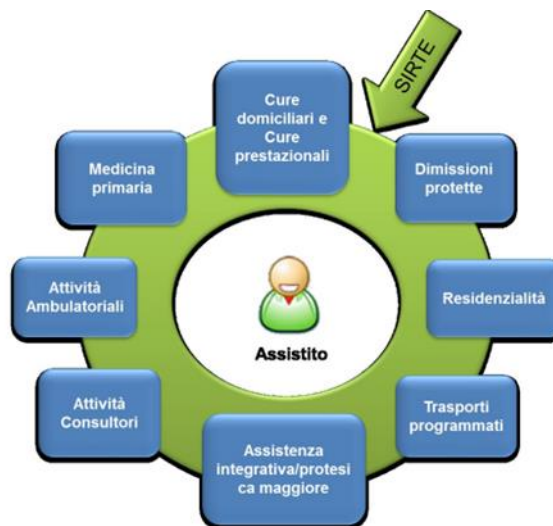 SIRTE
Cure
domiciliari e
Cure
prestazionali
Medicina
primaria
Dimissioni
protette
Attività
Ambulatoriali
Assistito
Residenzialità
Attività
Consultori
Trasporti
programmati
Assistenza
integrativa/protesi
ca maggiore